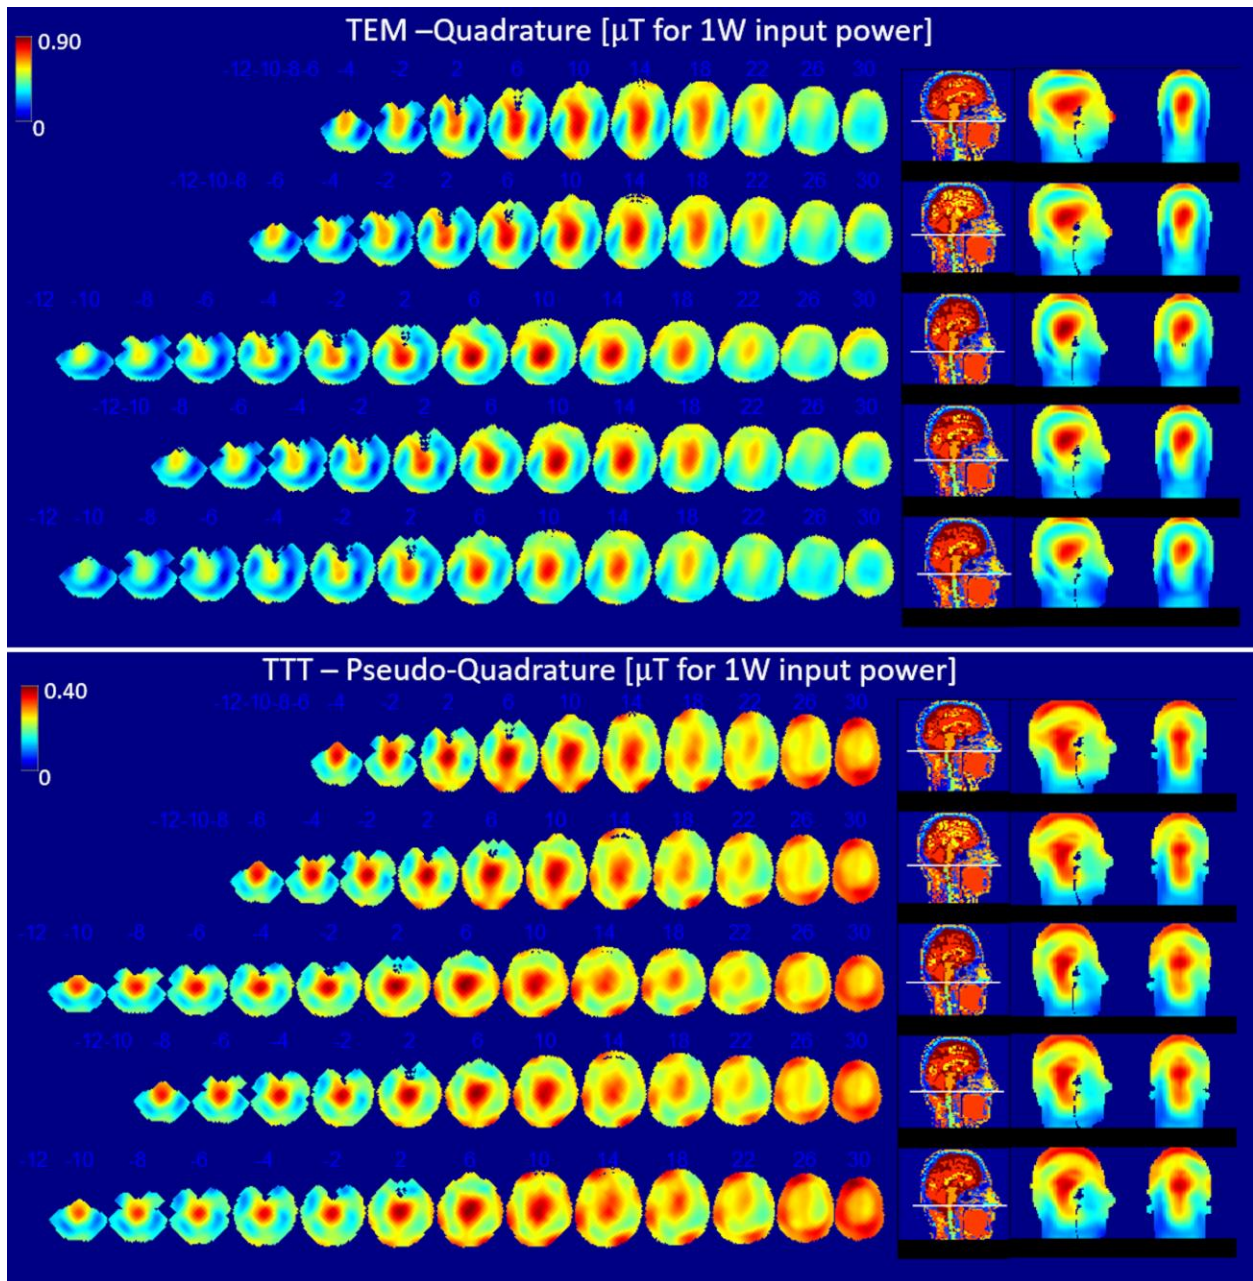 TEM –Quadrature [μT for 1W input power]
0.90
0
-12-10-8-6 -4 -2 2 6 10 14 18 22 26 30
-12-10-8 -6 -4 -2 2 6 10 14 18 22 26 30
-12 -10 -8 -6 -4 -2 2 6 10 14 18 22 26 30
-12-10 -8 -6 -4 -2 2 6 10 14 18 22 26 30
-12 -10 -8 -6 -4 -2 2 6 10 14 18 22 26 30
TTT – Pseudo-Quadrature [μT for 1W input power]
0.40
0
-12-10-8-6 -4 -2 2 6 10 14 18 22 26 30
-12-10-8 -6 -4 -2 2 6 10 14 18 22 26 30
-12 -10 -8 -6 -4 -2 2 6 10 14 18 22 26 30
-12-10 -8 -6 -4 -2 2 6 10 14 18 22 26 30
-12 -10 -8 -6 -4 -2 2 6 10 14 18 22 26 30